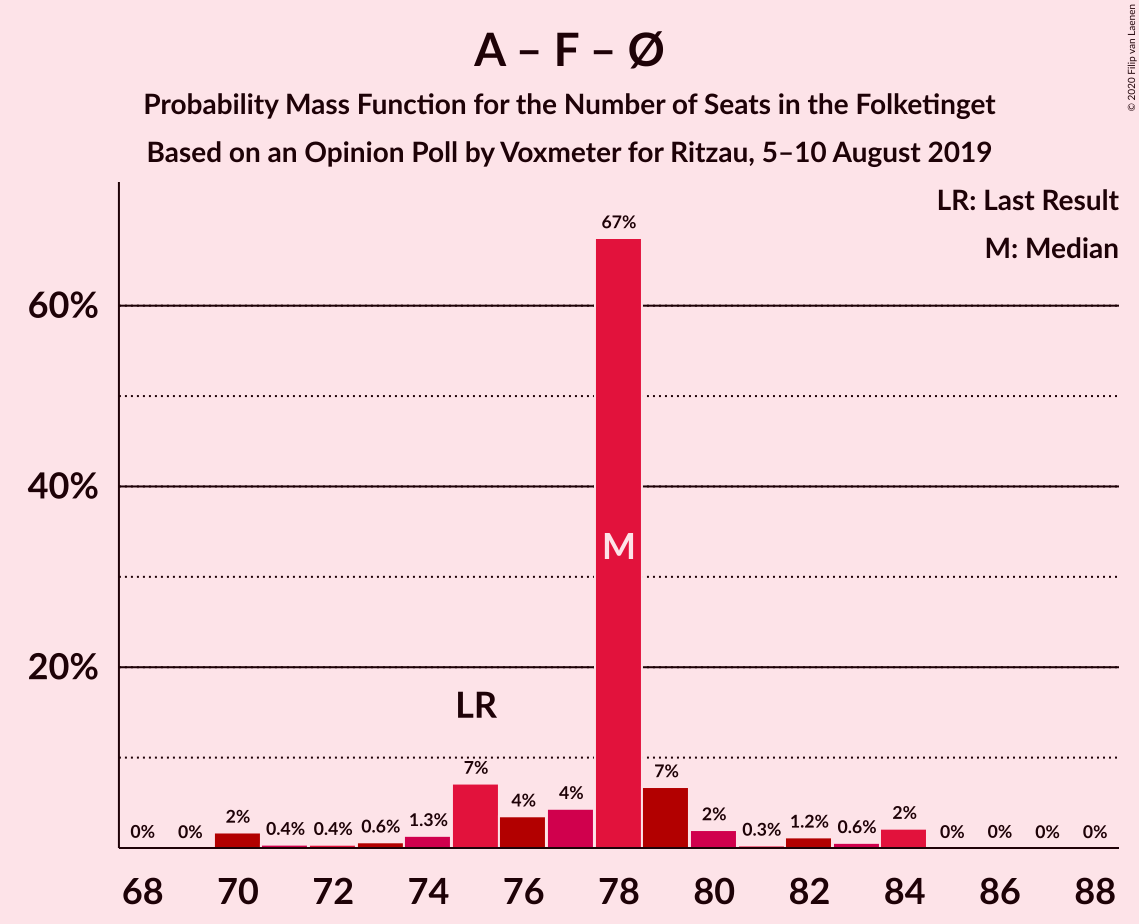 A – F – Ø
Probability Mass Function for the Number of Seats in the Folketinget
Based on an Opinion Poll by Voxmeter for Ritzau, 5–10 August 2019
© 2020 Filip van Laenen
LR: Last Result
M: Median
67%
60%
40%
M
20%
LR
0% 0% 2% 0.4% 0.4% 0.6% 1.3% 7% 4% 4% 7% 2% 0.3% 1.2% 0.6% 2% 0% 0% 0% 0%
68 70 72 74 76 78 80 82 84 86 88